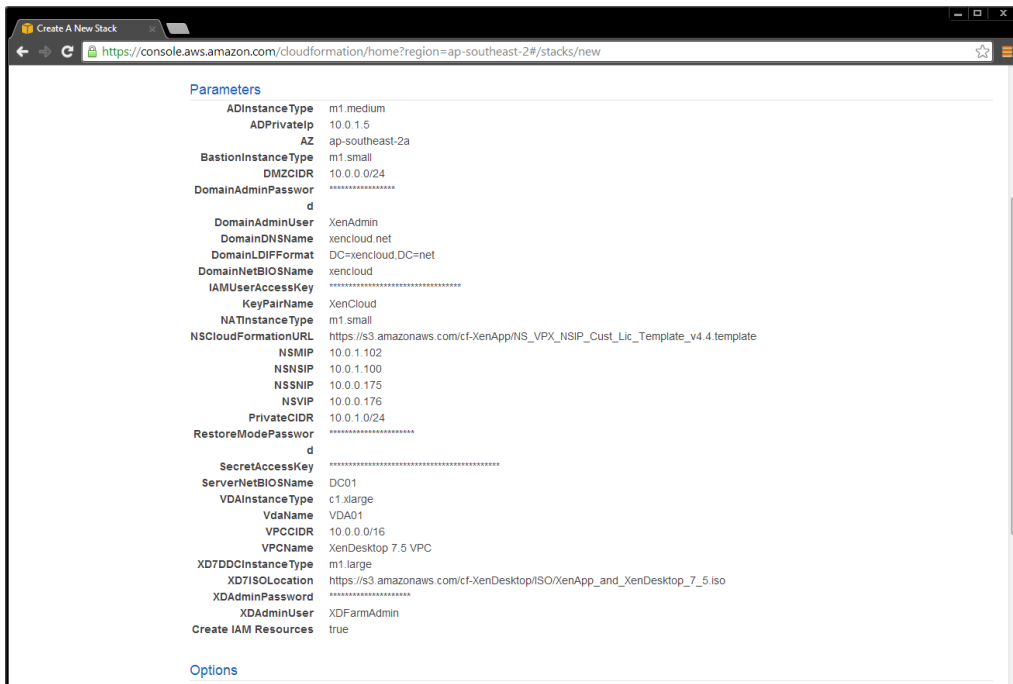 Create A New Stack
https://console.aws.amazon.com/cloudformation/home?region=ap-southeast-2#/stacks/new
Parameters
ADInstanceType m1.medium
ADPrivateIp 10.0.1.5
AZ ap-southeast-2a
BastionInstanceType m1.small
DMZCIDR 10.0.0.0/24
DomainAdminPasswor *****************
d
DomainAdminUser XenAdmin
DomainDNSName xencloud.net
DomainLDIFFormat DC=xencloud,DC=net
DomainNetBIOSName xencloud
IAMUserAccessKey **********************************
KeyPairName XenCloud
NATInstanceType m1.small
NSCloudFormationURL https://s3.amazonaws.com/cf-XenApp/NS_VPX_NSIP_Cust_Lic_Template_v4.4.template
NSMIP 10.0.1.102
NSNSIP 10.0.1.100
NSSNIP 10.0.0.175
NSVIP 10.0.0.176
PrivateCIDR 10.0.1.0/24
RestoreModePasswor **********************
d
SecretAccessKey ********************************************
ServerNetBIOSName DC01
VDAInstanceType c1.xlarge
VdaName VDA01
VPCCIDR 10.0.0.0/16
VPCName XenDesktop 7.5 VPC
XD7DDCInstanceType m1.large
XD7ISOLocation https://s3.amazonaws.com/cf-XenDesktop/ISO/XenApp_and_XenDesktop_7_5.iso
XDAdminPassword *********************
XDAdminUser XDFarmAdmin
Create IAM Resources true
Options